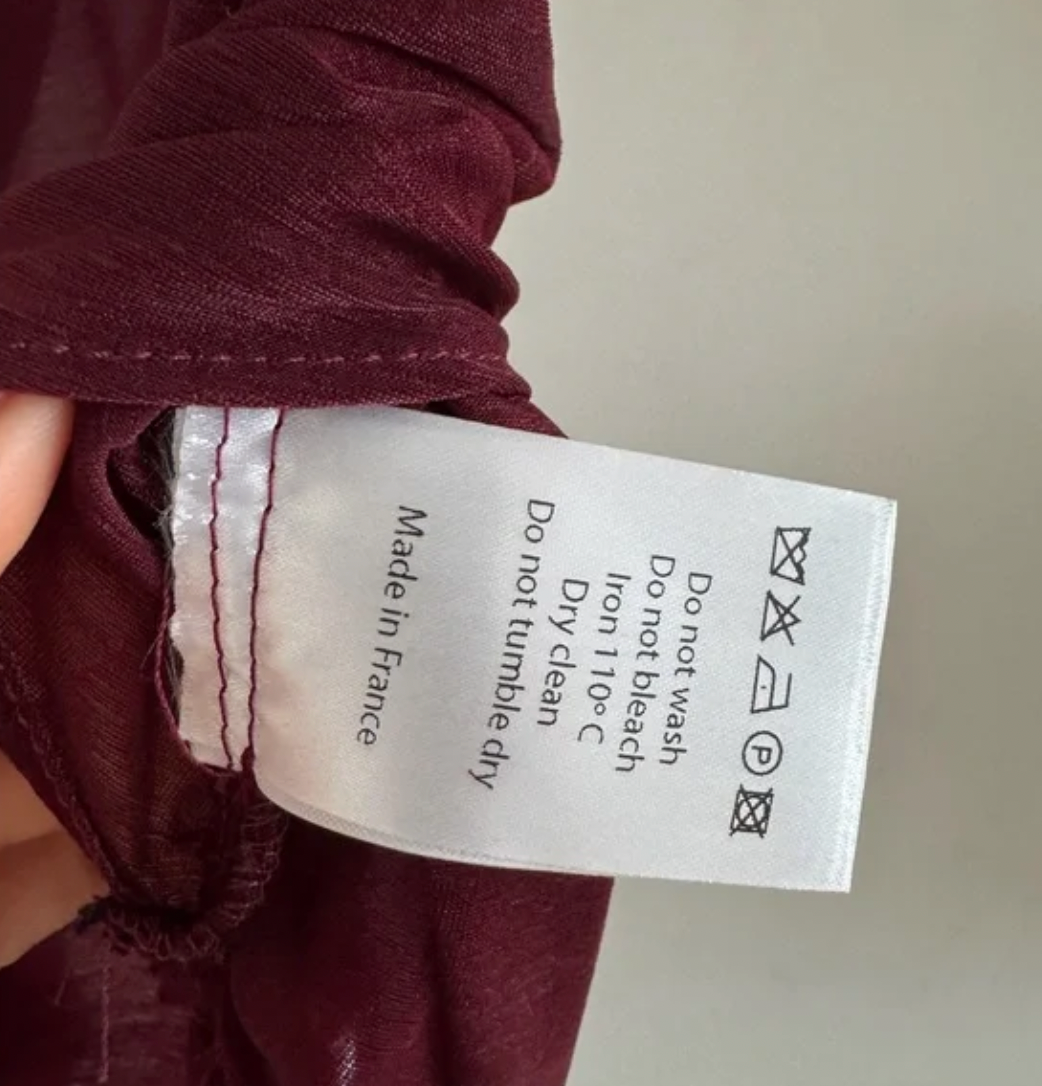 P
Do not wash
Do not bleach
Iron 110° C
Dry clean
Do not tumble dry
Made in France